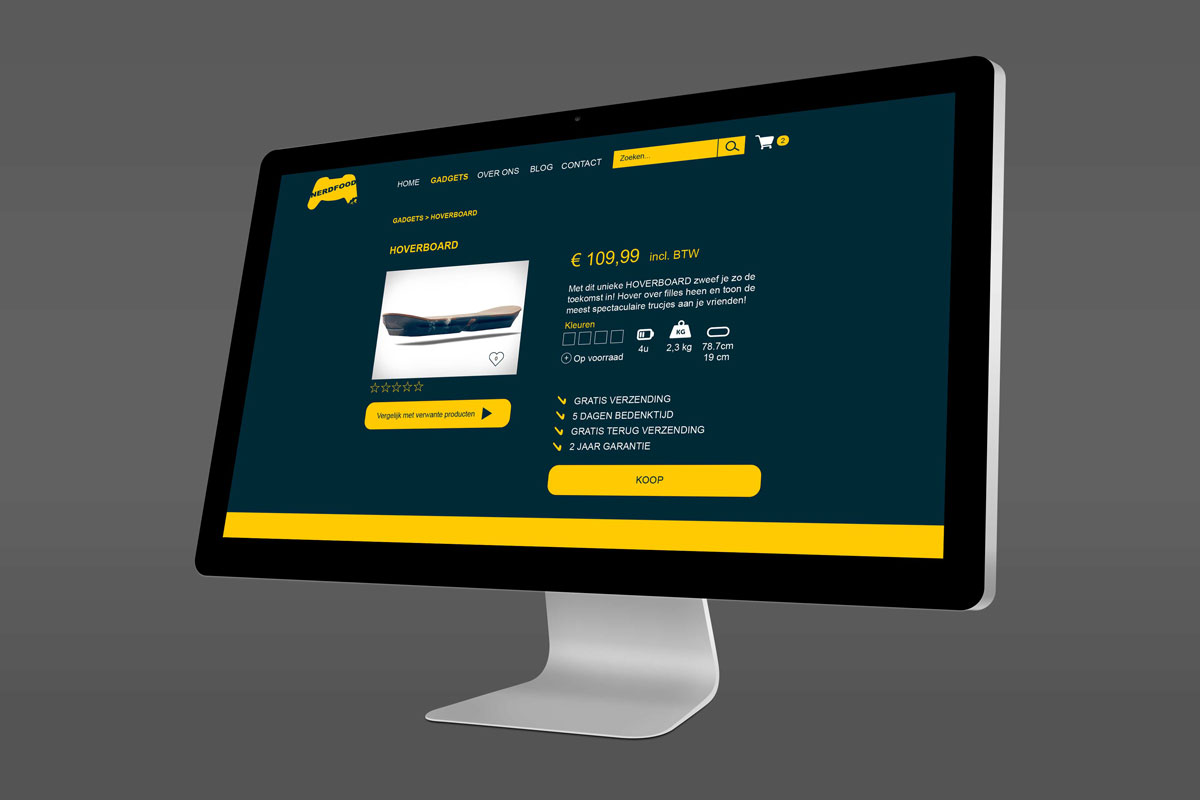 NERDFOOD
HOME GADGETS OVER ONS BLOG CONTACT Zoeken... 2
GADGETS > HOVERBOARD
HOVERBOARD
0
Vergelijk met verwante producten
€ 109,99 incl. BTW
Met dit unieke HOVERBOARD zweef je zo de
toekomst in! Hover over filles heen en toon de
meest spectaculaire trucjes aan je vrienden!
Kleuren
KG
4u 2,3 kg 78.7cm
19 cm
Op voorraad
GRATIS VERZENDING
5 DAGEN BEDENKTIJD
GRATIS TERUG VERZENDING
2 JAAR GARANTIE
KOOP